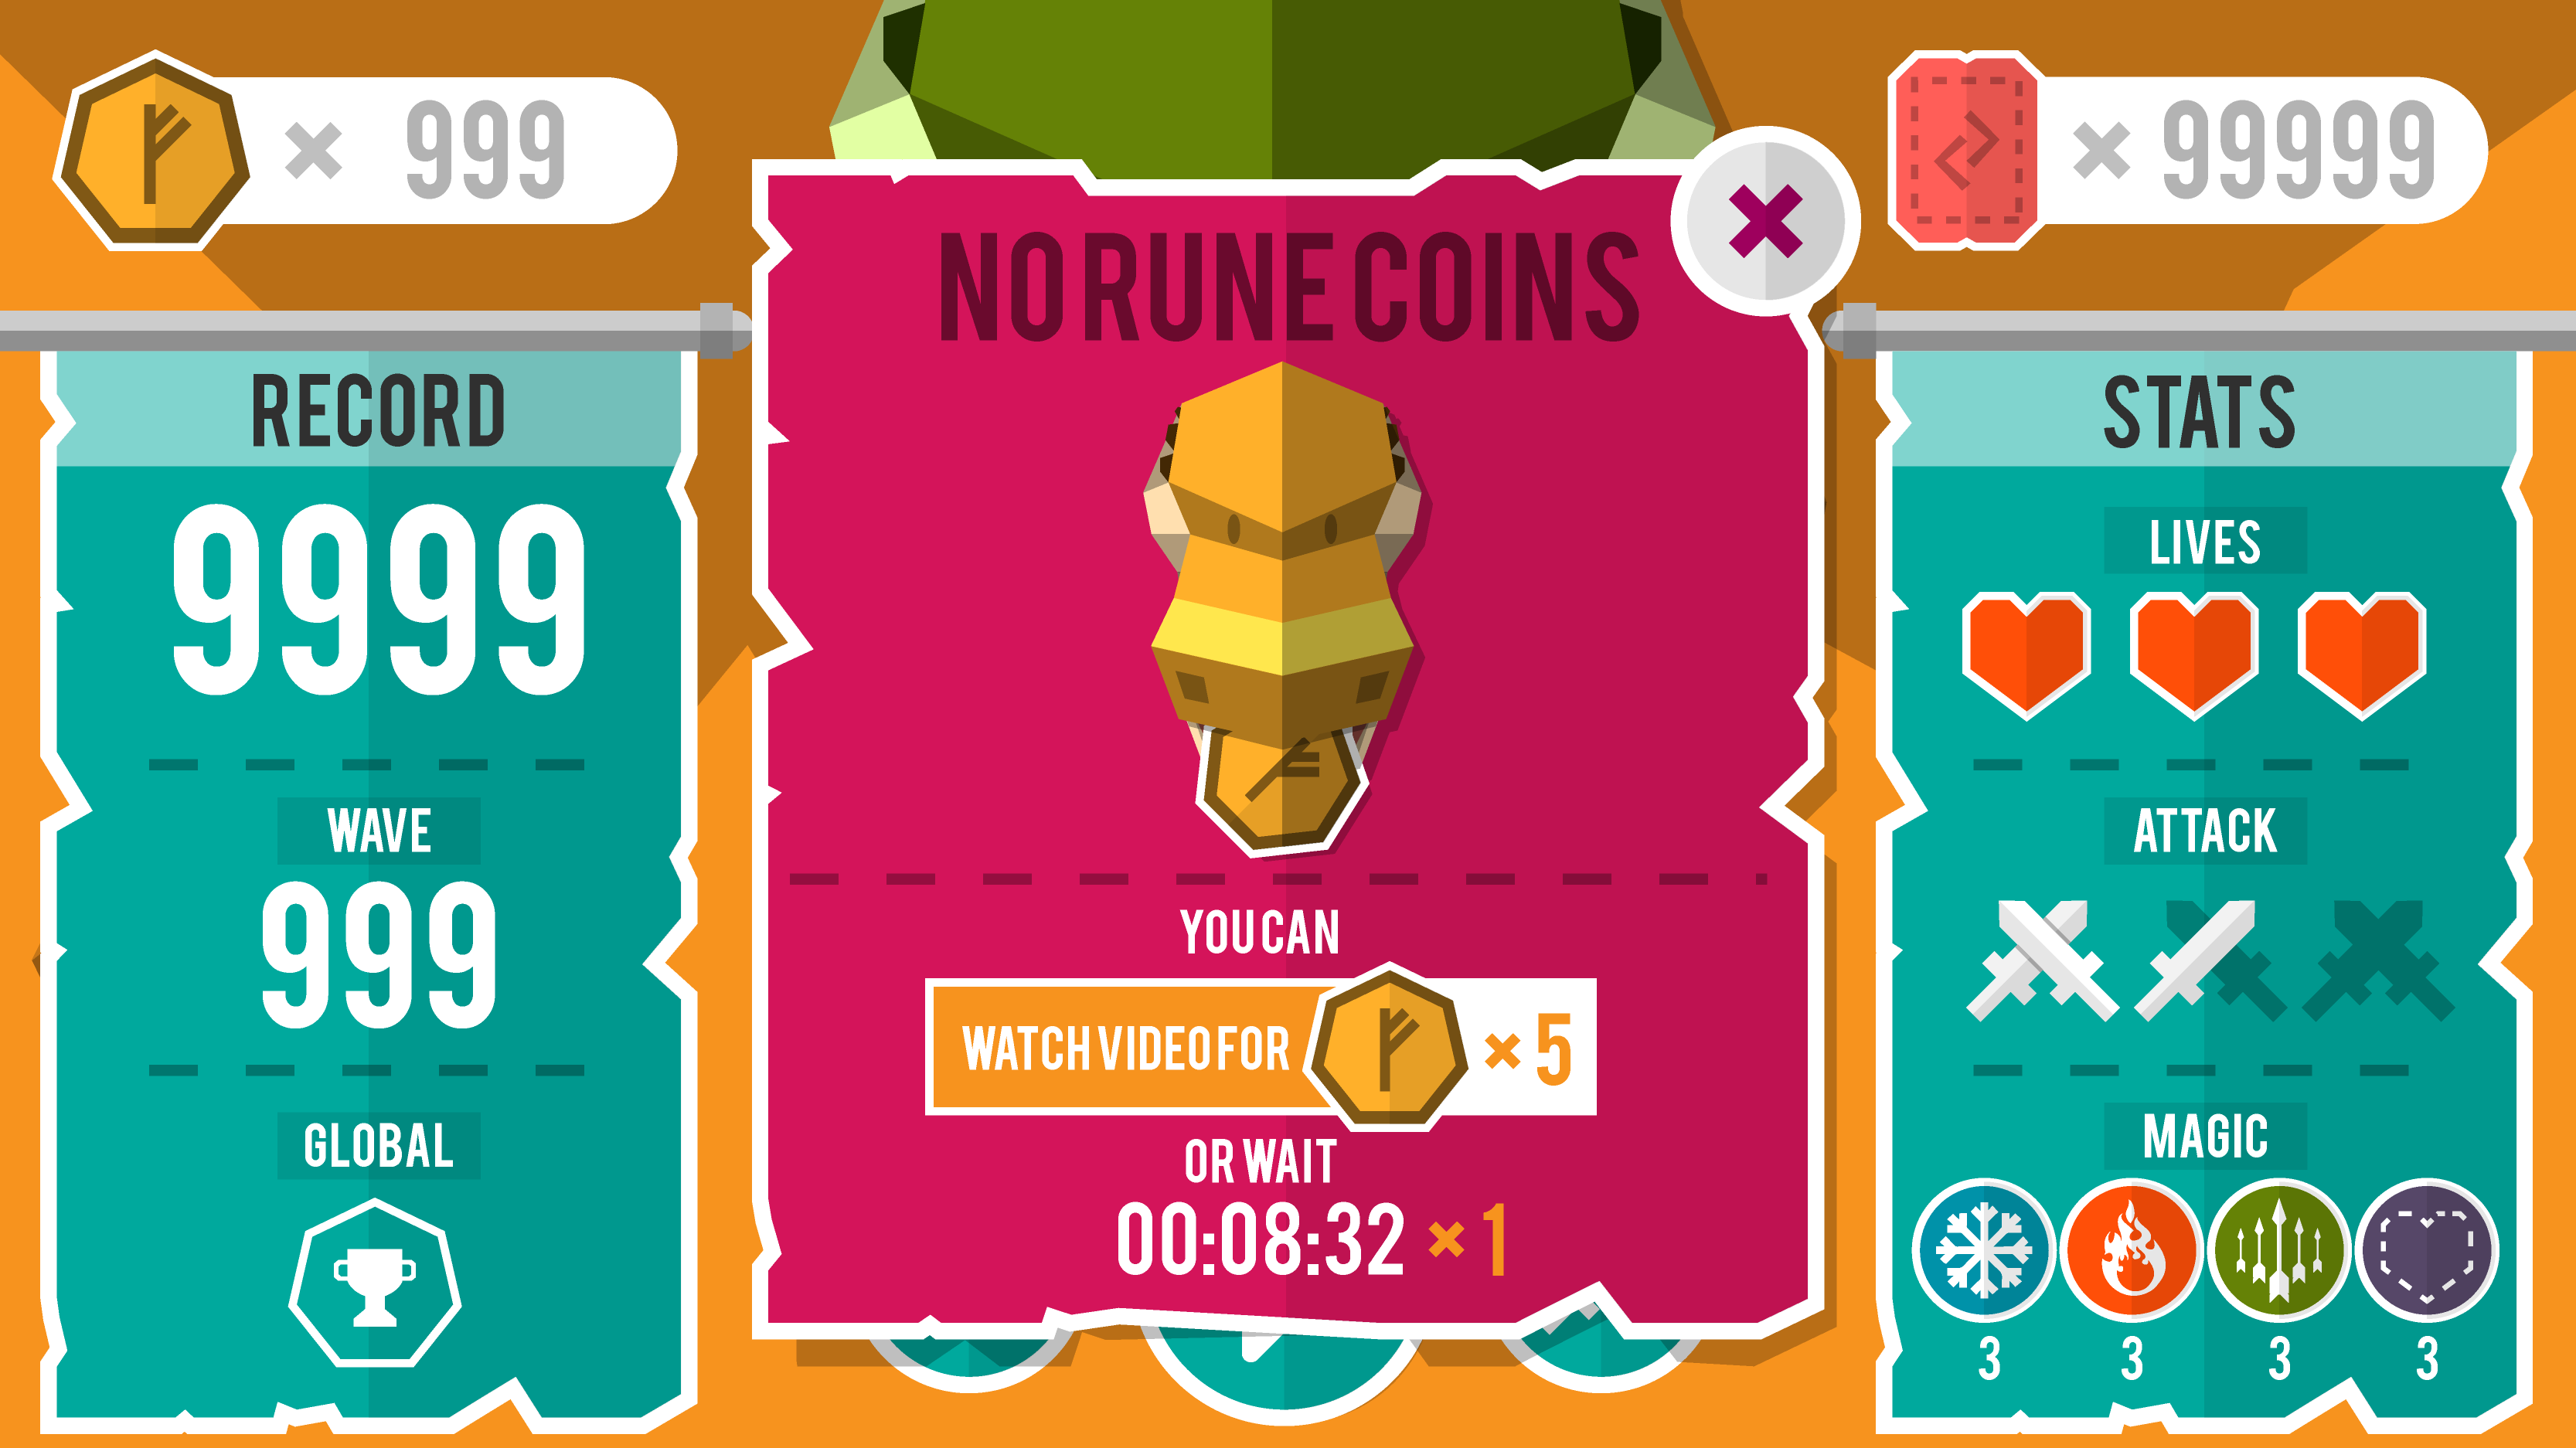 × 999
× 99999
NO RUNE COINS
RECORD
9999
WAVE
999
GLOBAL
YOU CAN
WATCH VIDEO FOR × 5
OR WAIT
00:08:32 × 1
STATS
LIVES
ATTACK
MAGIC
3 3 3 3